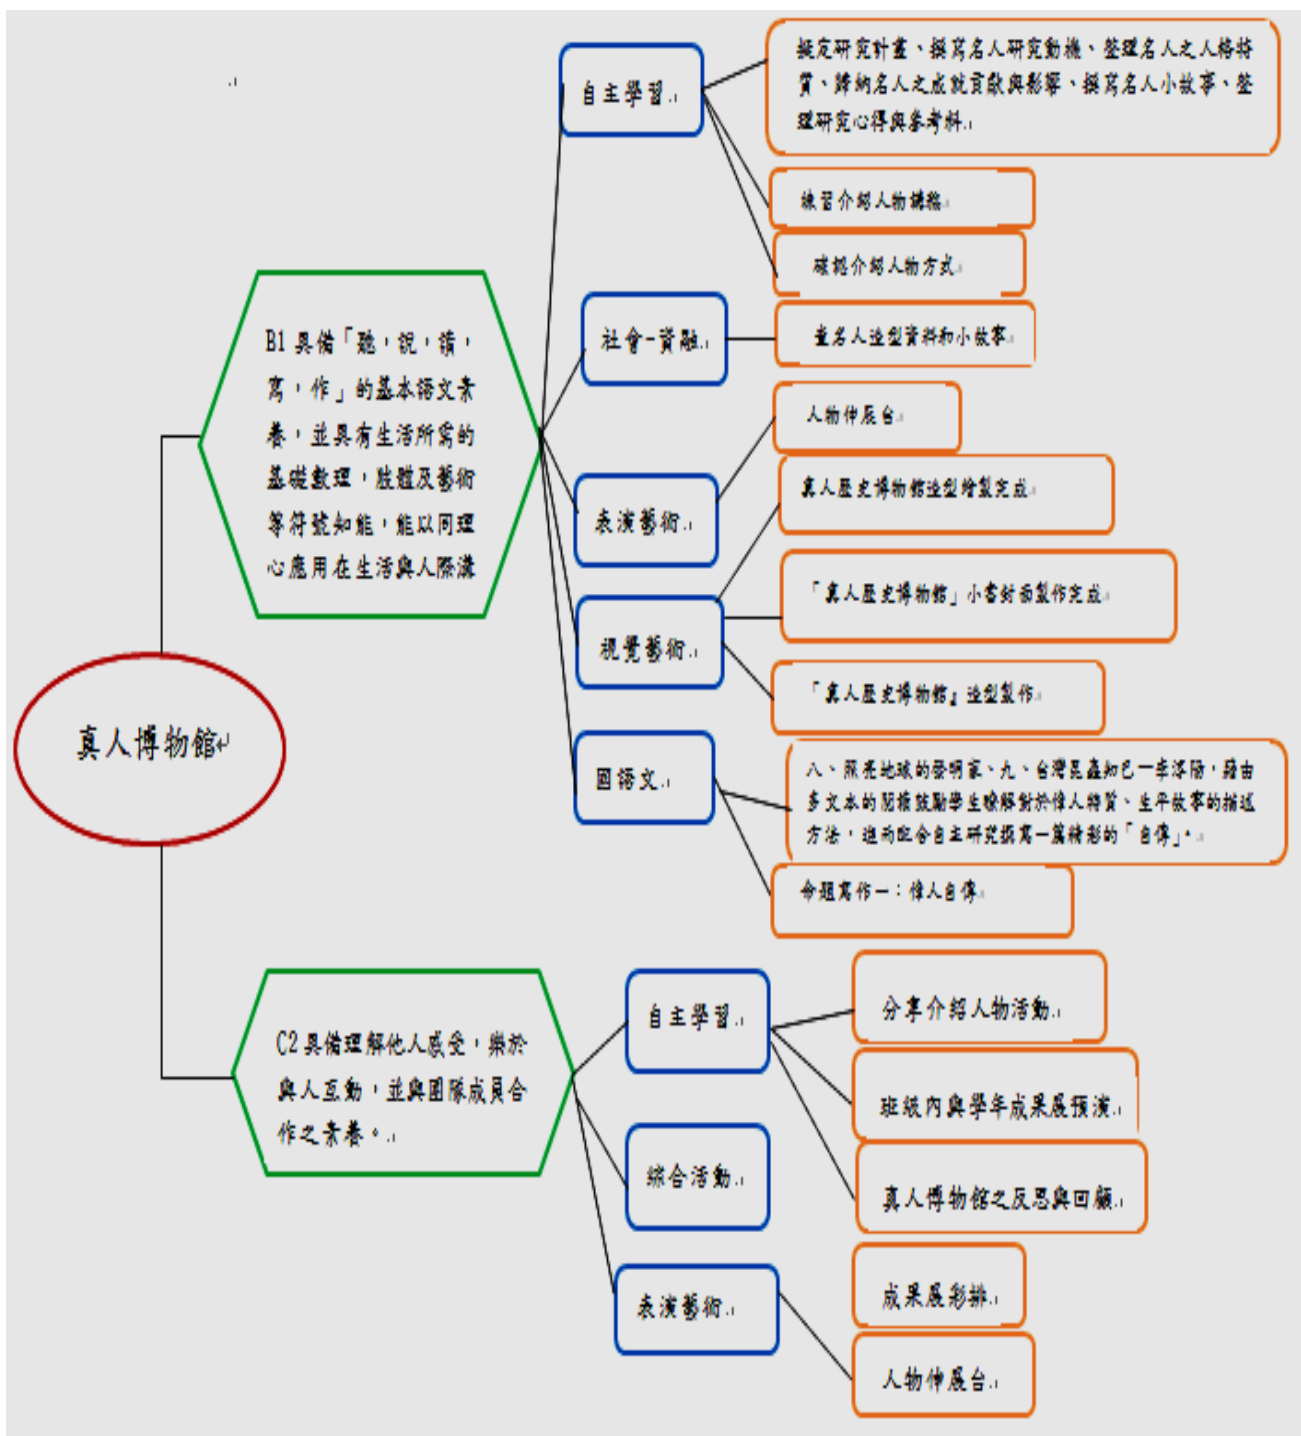 真人博物館
B1 具備「聽，說，讀，
寫，作」的基本語文素
養，並具有生活所需的
基礎數理，肢體及藝術
等符號知能，能以同理
心應用在生活與人際溝
自主學習
擬定研究計畫、撰寫名人研究動機、整理名人之人格特
質、歸納名人之成就貢獻與影響、撰寫名人小故事、整
理研究心得與參考料
練習介紹人物講稿
確認介紹人物方式
社會-資融
查名人造型資料和小故事
表演藝術
人物伸展台
視覺藝術
真人歷史博物館造型繪製完成
「真人歷史博物館」小書封面製作完成
「真人歷史博物館』造型製作
國語文
八、照亮地球的發明家、九、台灣昆蟲知己—李淳陽，藉由
多文本的閱讀鼓勵學生瞭解對於偉人特質、生平故事的描述
方法，進而配合自主研究撰寫一篇精彩的「自傳」。
命題寫作一：偉人自傳
C2 具備理解他人感受，樂於
與人互動，並與團隊成員合
作之素養。
自主學習
分享介紹人物活動
班級內與學年成果展預演
真人博物館之反思與回顧
綜合活動
成果展彩排
表演藝術
人物伸展台